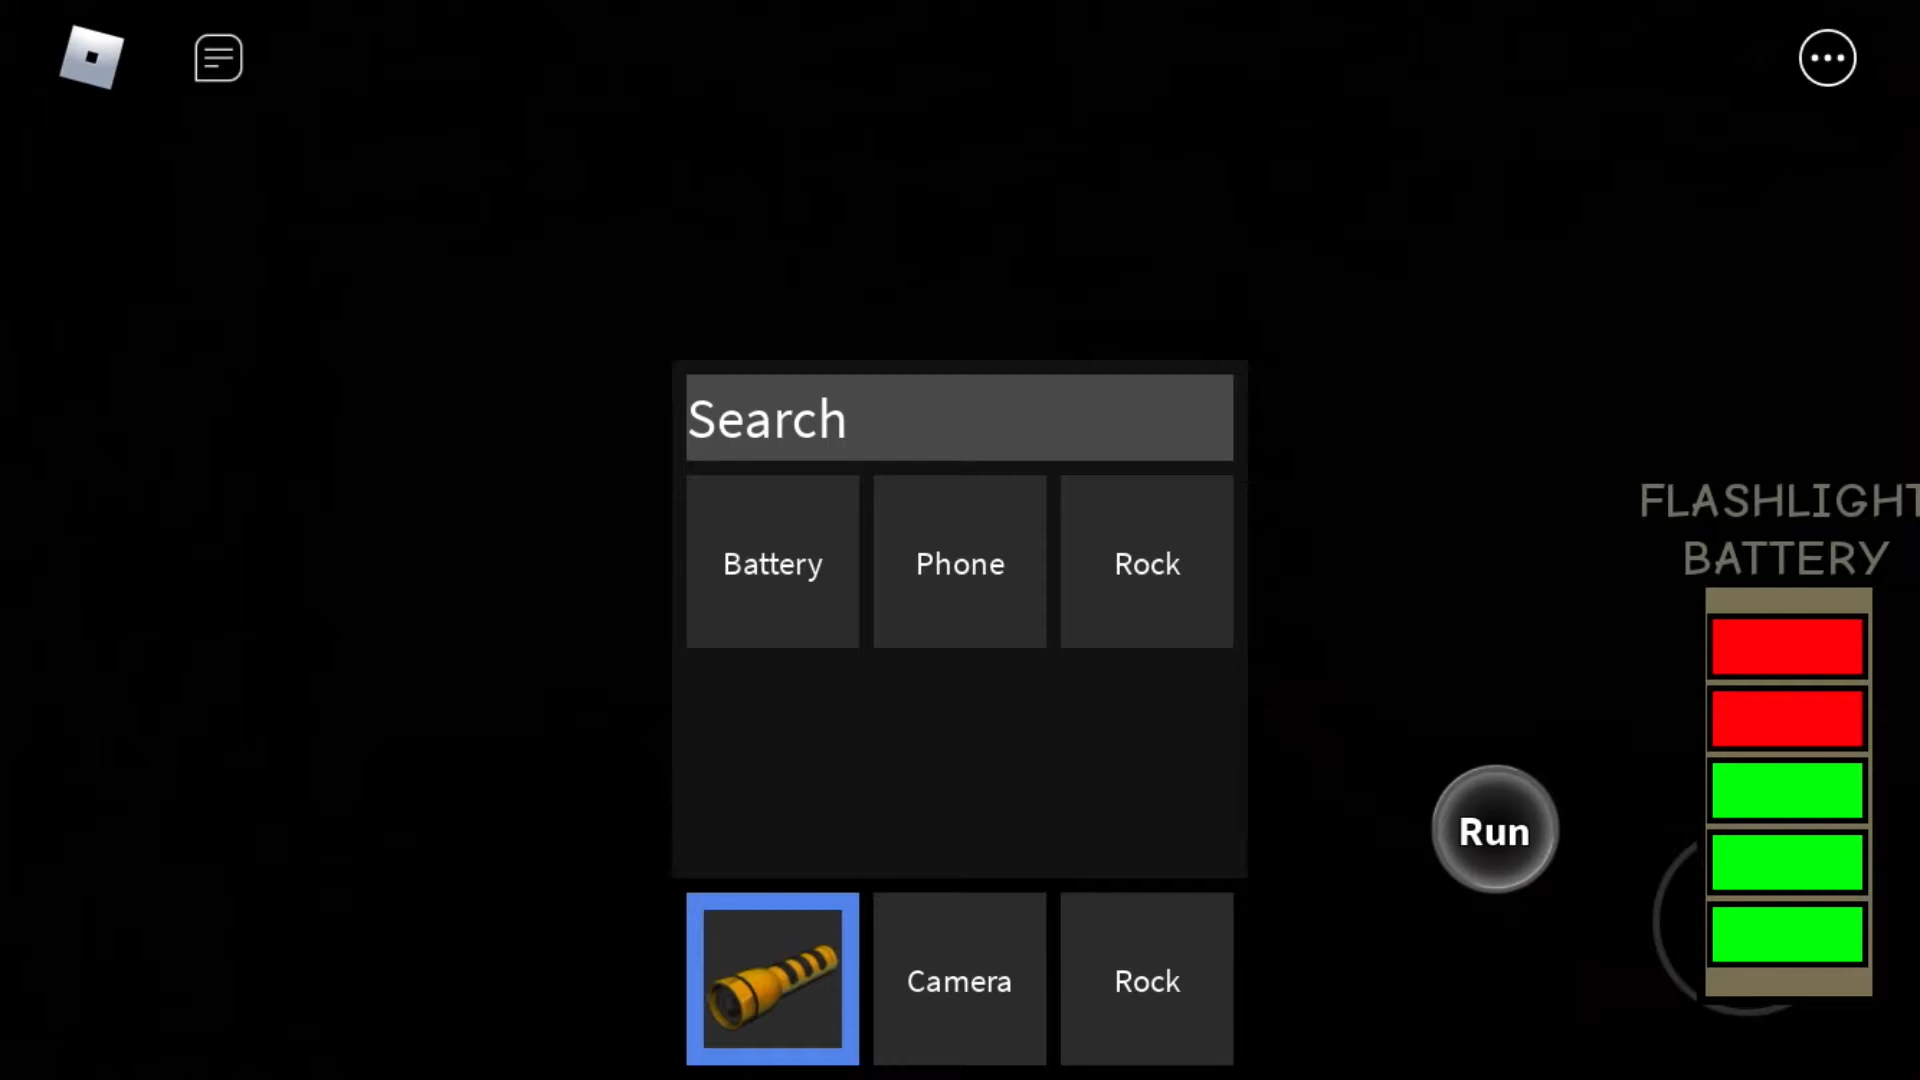 Search
Battery
Phone
Rock
FLASHLIGHT
BATTERY
Run
Camera
Rock